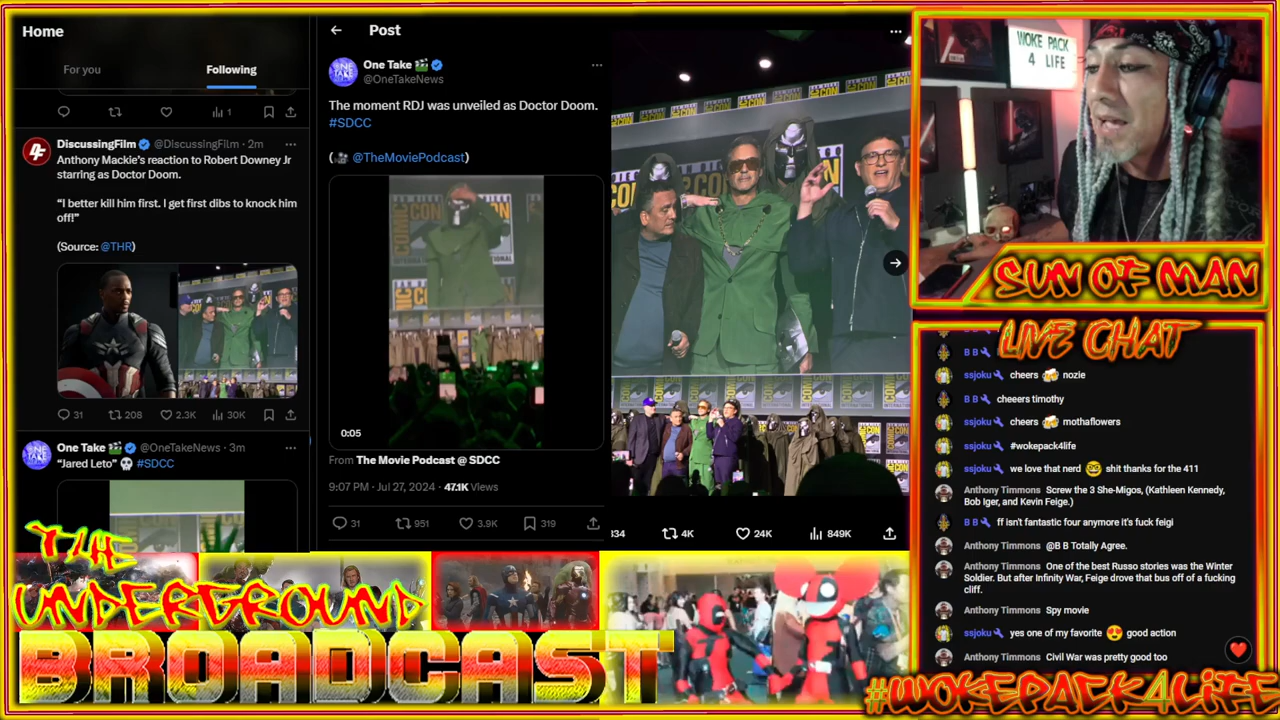 Home
For you
Following
1
DiscussingFilm @DiscussingFilm · 2m
Anthony Mackie's reaction to Robert Downey Jr
starring as Doctor Doom.
“I better kill him first. I get first dibs to knock him
off!”
(Source: @THR)
31 208 2.3K 30K
One Take @OneTakeNews · 3m
“Jared Leto” #SDCC
Post
One Take
@OneTakeNews
The moment RDJ was unveiled as Doctor Doom.
#SDCC
( @TheMoviePodcast)
0:05
From The Movie Podcast @ SDCC
9:07 PM · Jul 27, 2024 · 47.1K Views
31 951 3.9K 319
334 4K 24K 849K
WOKE PACK
4
LIFE
SUN OF MAN
LIVE CHAT
B B
ssjoku cheers nozie
B B cheeers timothy
ssjoku cheers mothaflowers
ssjoku #wokepack4life
ssjoku we love that nerd shit thanks for the 411
Anthony Timmons Screw the 3 She-Migos, (Kathleen Kennedy,
Bob Iger, and Kevin Feige.)
B B ff isn't fantastic four anymore it's fuck feigi
Anthony Timmons @B B Totally Agree.
Anthony Timmons One of the best Russo stories was the Winter
Soldier. But after Infinity War, Feige drove that bus off of a fucking
cliff.
Anthony Timmons Spy movie
ssjoku yes one of my favorite good action
Anthony Timmons Civil War was pretty good too
THE
UNDERGROUND
BROADCAST
#WOKEPACK4LIFE